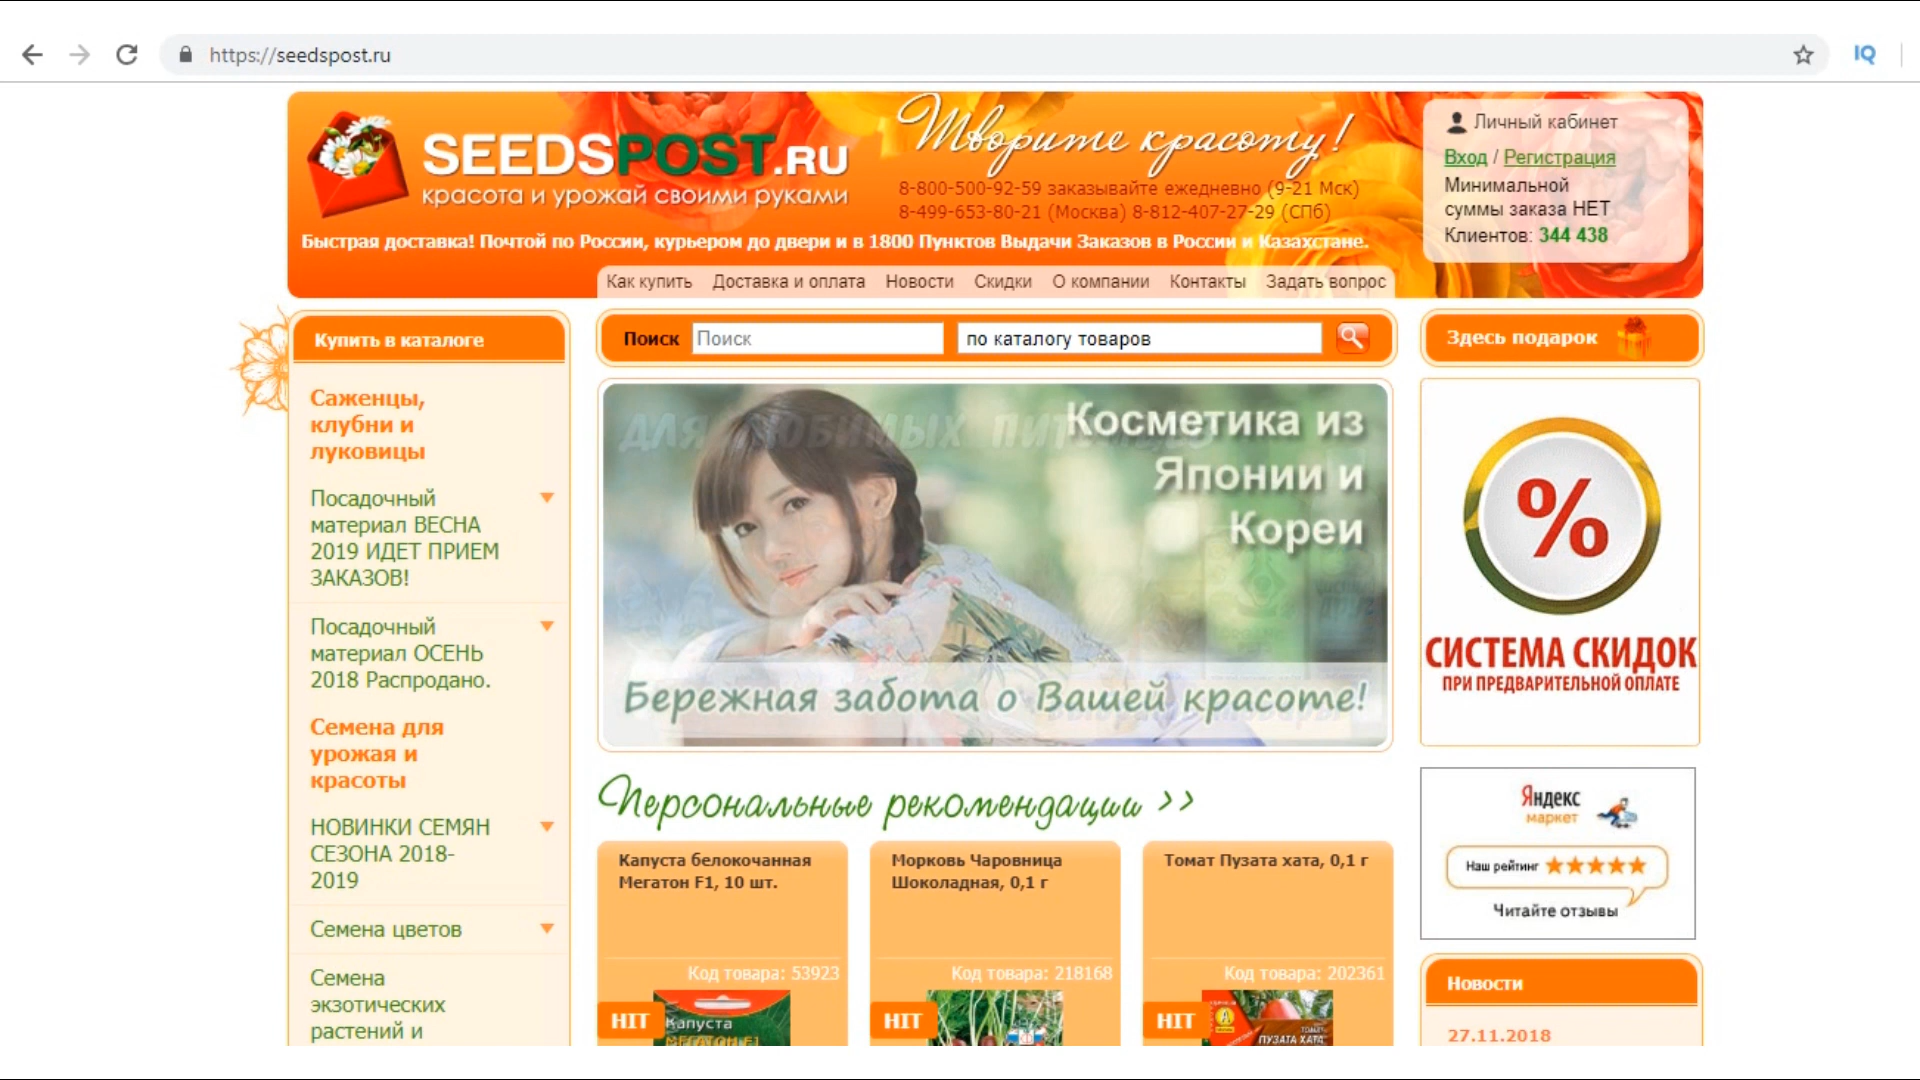 https://seedspost.ru
IQ
SEEDSPOST.RU
красота и урожай своими руками
Творите красоту!
8-800-500-92-59 заказывайте ежедневно (9-21 Мск)
8-499-653-80-21 (Москва) 8-812-407-27-29 (СПб)
Быстрая доставка! Почтой по России, курьером до двери и в 1800 Пунктов Выдачи Заказов в России и Казахстане.
Личный кабинет
Вход / Регистрация
Минимальной
суммы заказа НЕТ
Клиентов: 344 438
Как купить Доставка и оплата Новости Скидки О компании Контакты Задать вопрос
Купить в каталоге
Саженцы,
клубни и
луковицы
Посадочный
материал ВЕСНА
2019 ИДЕТ ПРИЕМ
ЗАКАЗОВ!
Посадочный
материал ОСЕНЬ
2018 Распродано.
Семена для
урожая и
красоты
НОВИНКИ СЕМЯН
СЕЗОНА 2018-
2019
Семена цветов
Семена
экзотических
растений и
Поиск Поиск по каталогу товаров
ДЛЯ ЛЮБИМЫХ
Косметика из
Японии и
Кореи
Бережная забота о Вашей красоте!
Персональные рекомендации >>
Капуста белокочанная
Мегатон F1, 10 шт.
Код товара: 53923
HIT
Капуста
МЕГАТОН F1
Морковь Чаровница
Шоколадная, 0,1 г
Код товара: 218168
HIT
Томат Пузата хата, 0,1 г
Код товара: 202361
HIT
ТОМАТ
ПУЗАТА ХАТА
Здесь подарок
%
СИСТЕМА СКИДОК
ПРИ ПРЕДВАРИТЕЛЬНОЙ ОПЛАТЕ
Яндекс
маркет
Наш рейтинг
Читайте отзывы
Новости
27.11.2018